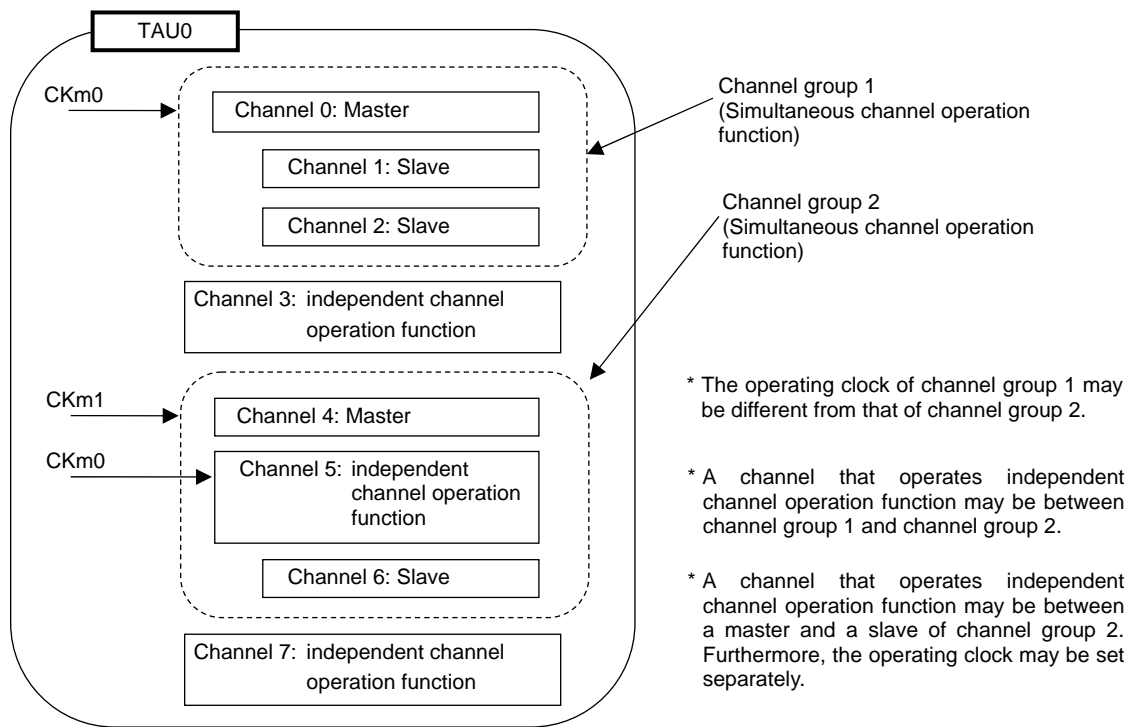 TAU0
CKm0
Channel 0: Master
Channel 1: Slave
Channel 2: Slave
Channel group 1
(Simultaneous channel operation
function)
Channel group 2
(Simultaneous channel operation
function)
Channel 3: independent channel
operation function
CKm1
Channel 4: Master
CKm0
Channel 5: independent
channel operation
function
Channel 6: Slave
Channel 7: independent channel
operation function
* The operating clock of channel group 1 may
be different from that of channel group 2.
* A channel that operates independent
channel operation function may be between
channel group 1 and channel group 2.
* A channel that operates independent
channel operation function may be between
a master and a slave of channel group 2.
Furthermore, the operating clock may be set
separately.